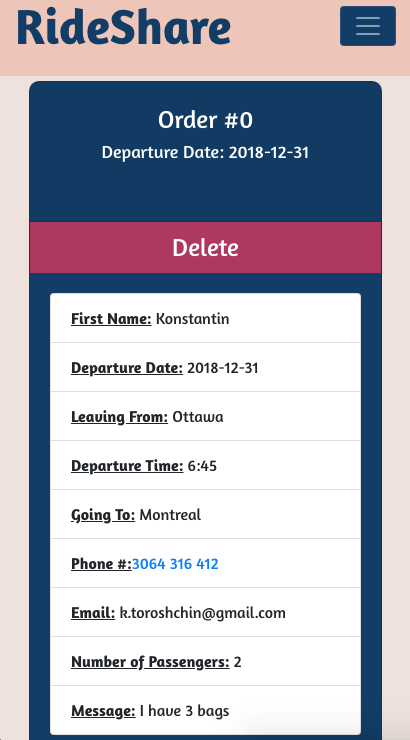 RideShare
Order #0
Departure Date: 2018-12-31
Delete
First Name: Konstantin
Departure Date: 2018-12-31
Leaving From: Ottawa
Departure Time: 6:45
Going To: Montreal
Phone #:3064 316 412
Email: k.toroshchin@gmail.com
Number of Passengers: 2
Message: I have 3 bags